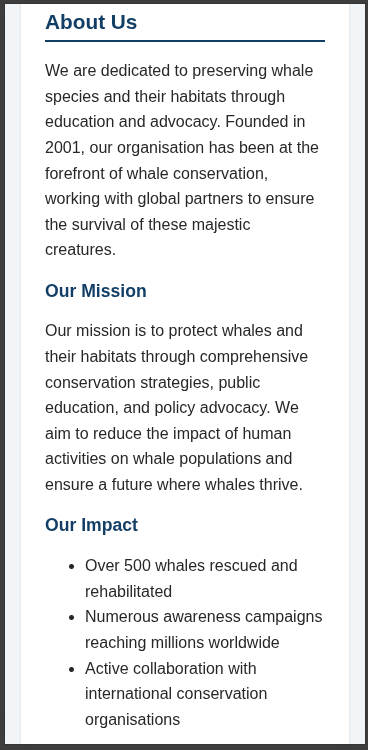 About Us
We are dedicated to preserving whale
species and their habitats through
education and advocacy. Founded in
2001, our organisation has been at the
forefront of whale conservation,
working with global partners to ensure
the survival of these majestic
creatures.
Our Mission
Our mission is to protect whales and
their habitats through comprehensive
conservation strategies, public
education, and policy advocacy. We
aim to reduce the impact of human
activities on whale populations and
ensure a future where whales thrive.
Our Impact
• Over 500 whales rescued and
rehabilitated
• Numerous awareness campaigns
reaching millions worldwide
• Active collaboration with
international conservation
organisations